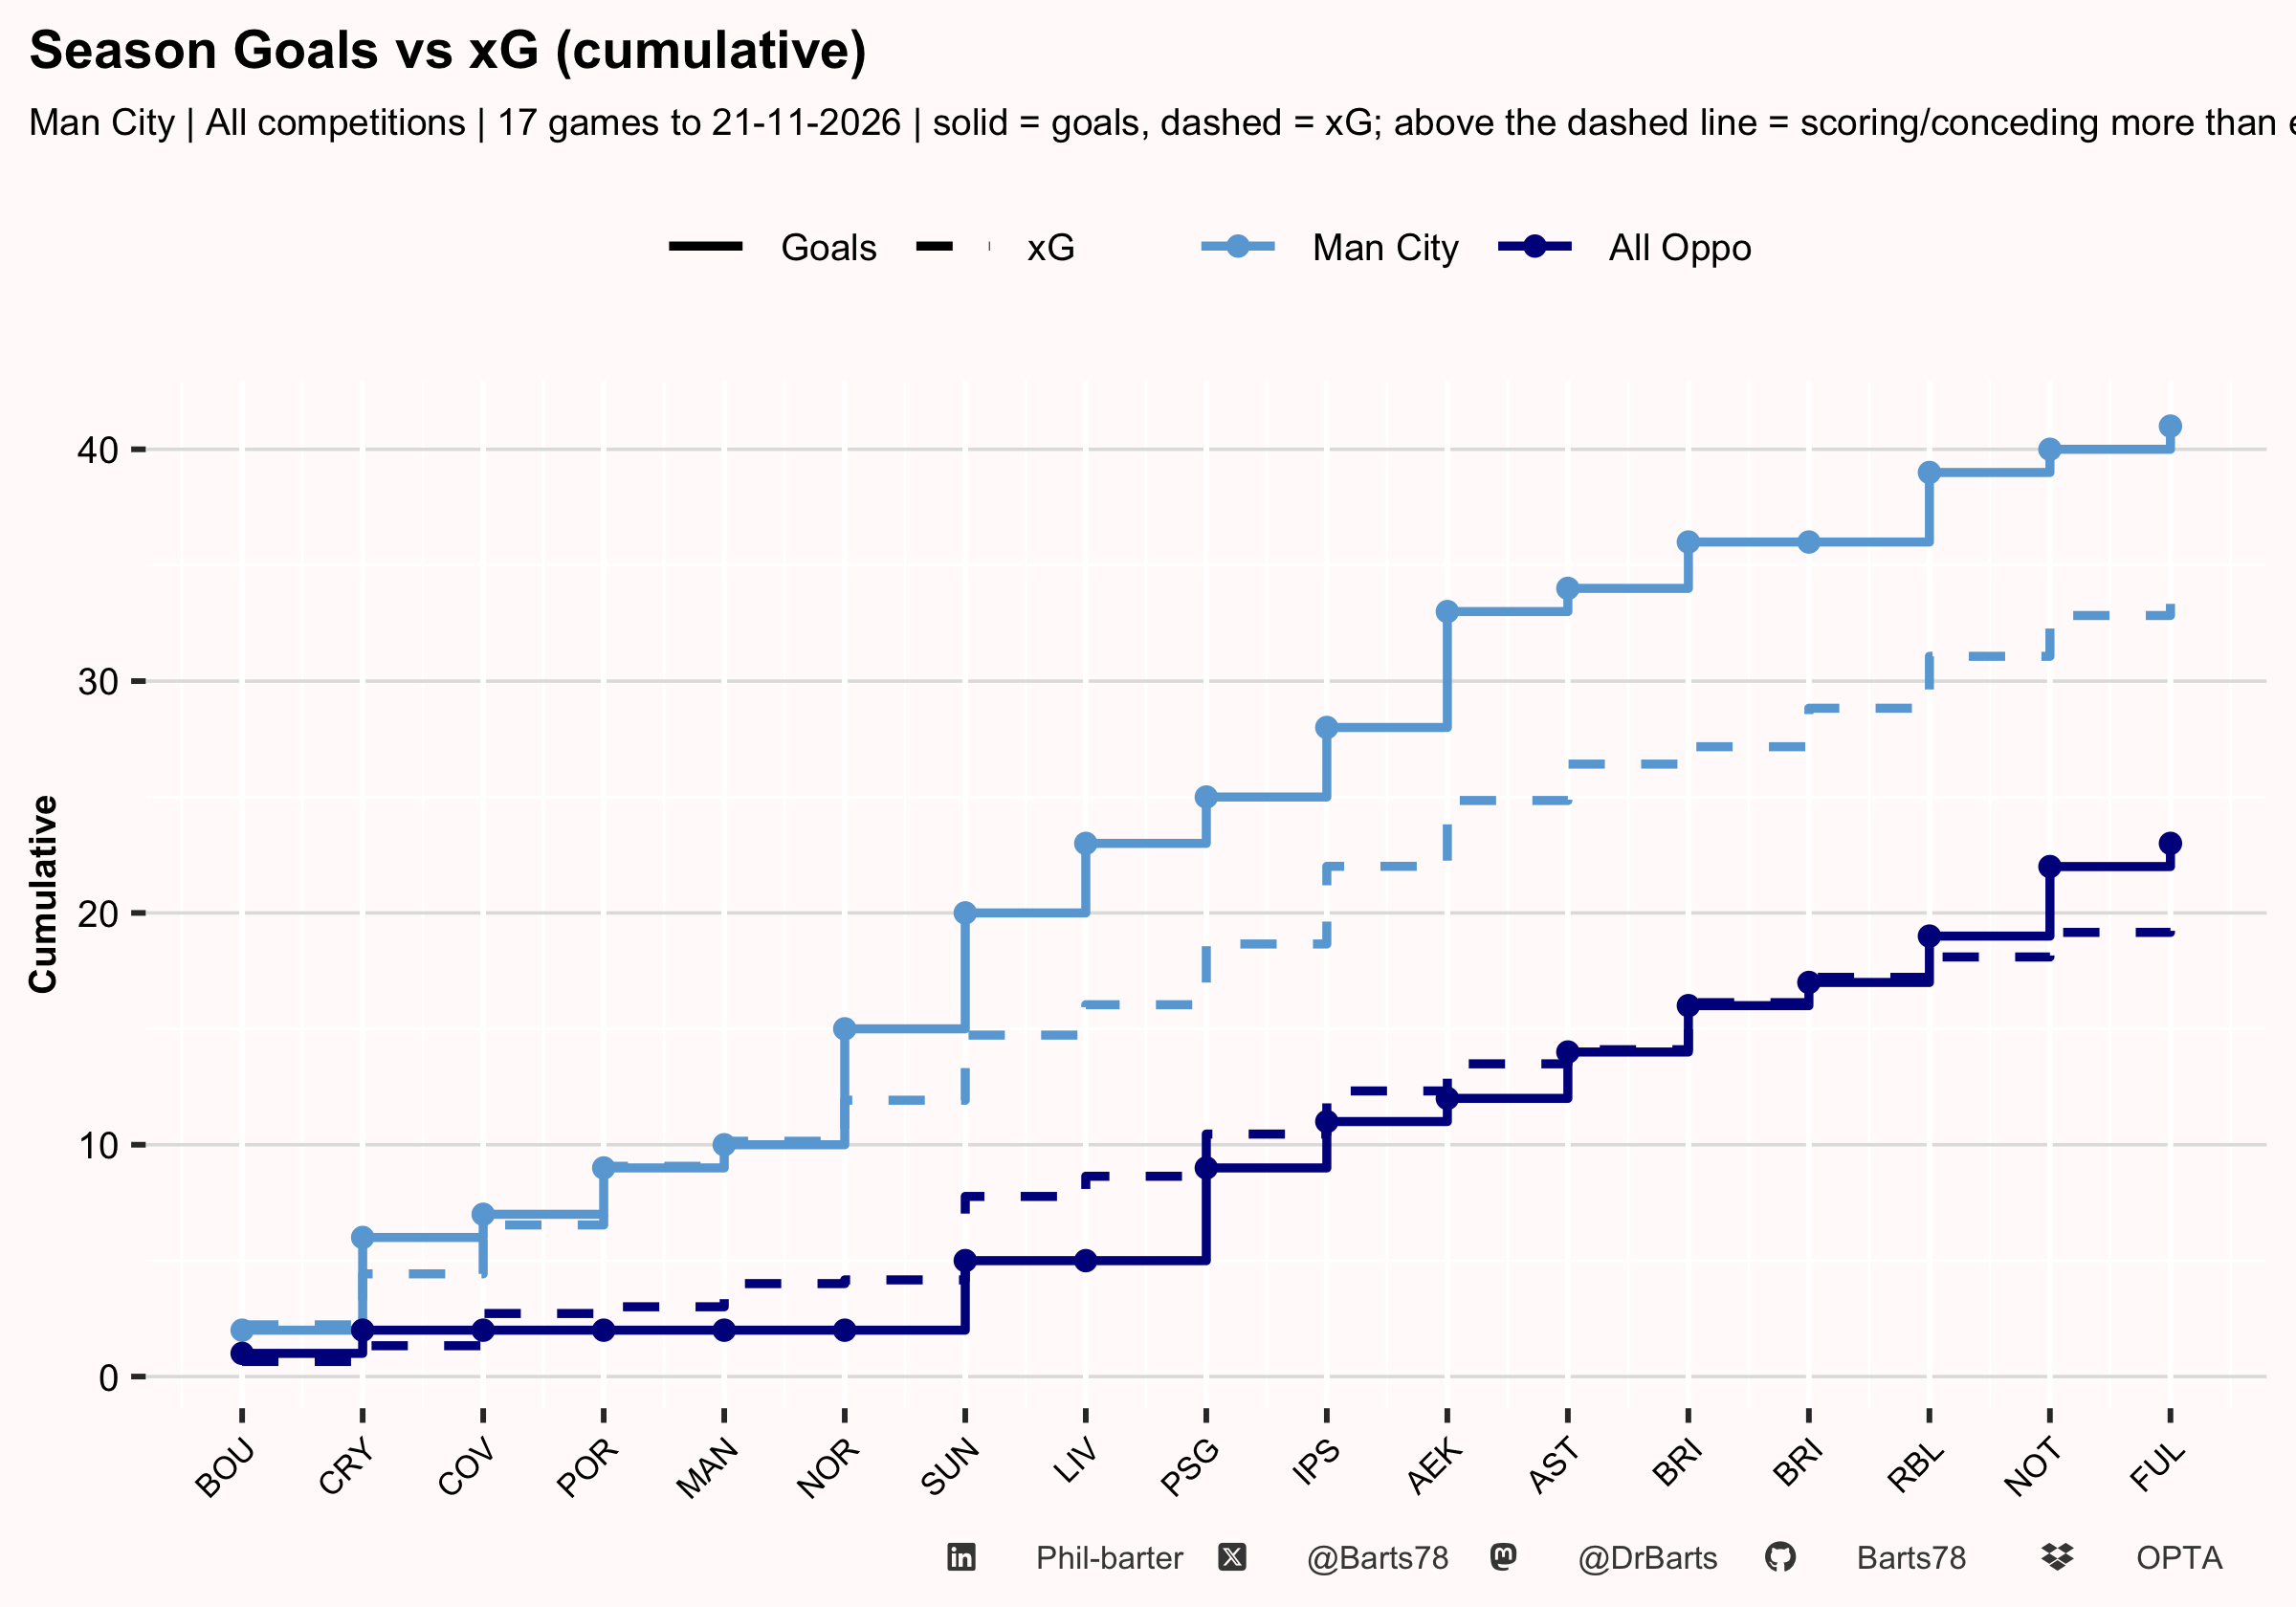 Season Goals vs xG (cumulative)
Man City | All competitions | 17 games to 21-11-2026 | solid = goals, dashed = xG; above the dashed line = scoring/conceding more than
Goals xG Man City All Oppo
Cumulative
40
30
20
10
0
BOU CRY COV POR MAN NOR SUN LIV PSG IPS AEK AST BRI BRI RBL NOT FUL
Phil-barter @Barts78 @DrBarts Barts78 OPTA